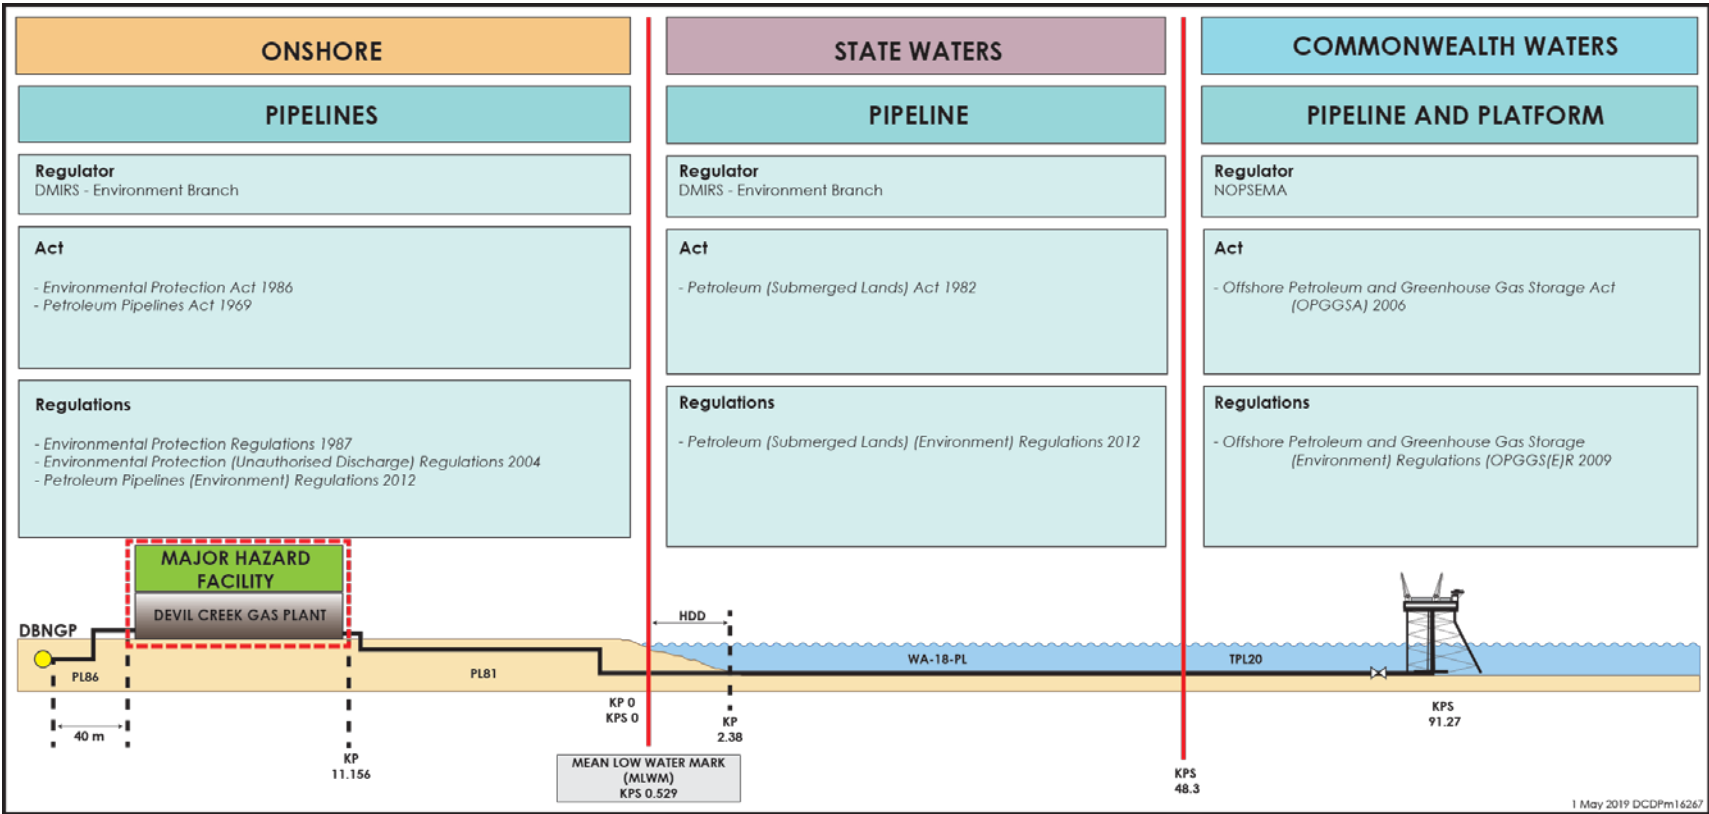 ONSHORE
PIPELINES
Regulator
DMIRS - Environment Branch
Act
- Environmental Protection Act 1986
- Petroleum Pipelines Act 1969
Regulations
- Environmental Protection Regulations 1987
- Environmental Protection (Unauthorised Discharge) Regulations 2004
- Petroleum Pipelines (Environment) Regulations 2012
STATE WATERS
PIPELINE
Regulator
DMIRS - Environment Branch
Act
- Petroleum (Submerged Lands) Act 1982
Regulations
- Petroleum (Submerged Lands) (Environment) Regulations 2012
COMMONWEALTH WATERS
PIPELINE AND PLATFORM
Regulator
NOPSEMA
Act
- Offshore Petroleum and Greenhouse Gas Storage Act
(OPGGSA) 2006
Regulations
- Offshore Petroleum and Greenhouse Gas Storage
(Environment) Regulations (OPGGS(E)R 2009
MAJOR HAZARD
FACILITY
DEVIL CREEK GAS PLANT
DBNGP
PL86
40 m
KP
11.156
PL81
KP 0
KPS 0
HDD
KP
2.38
MEAN LOW WATER MARK
(MLWM)
KPS 0.529
WA-18-PL
TPL20
KPS
48.3
KPS
91.27
1 May 2019 DCDPm16267